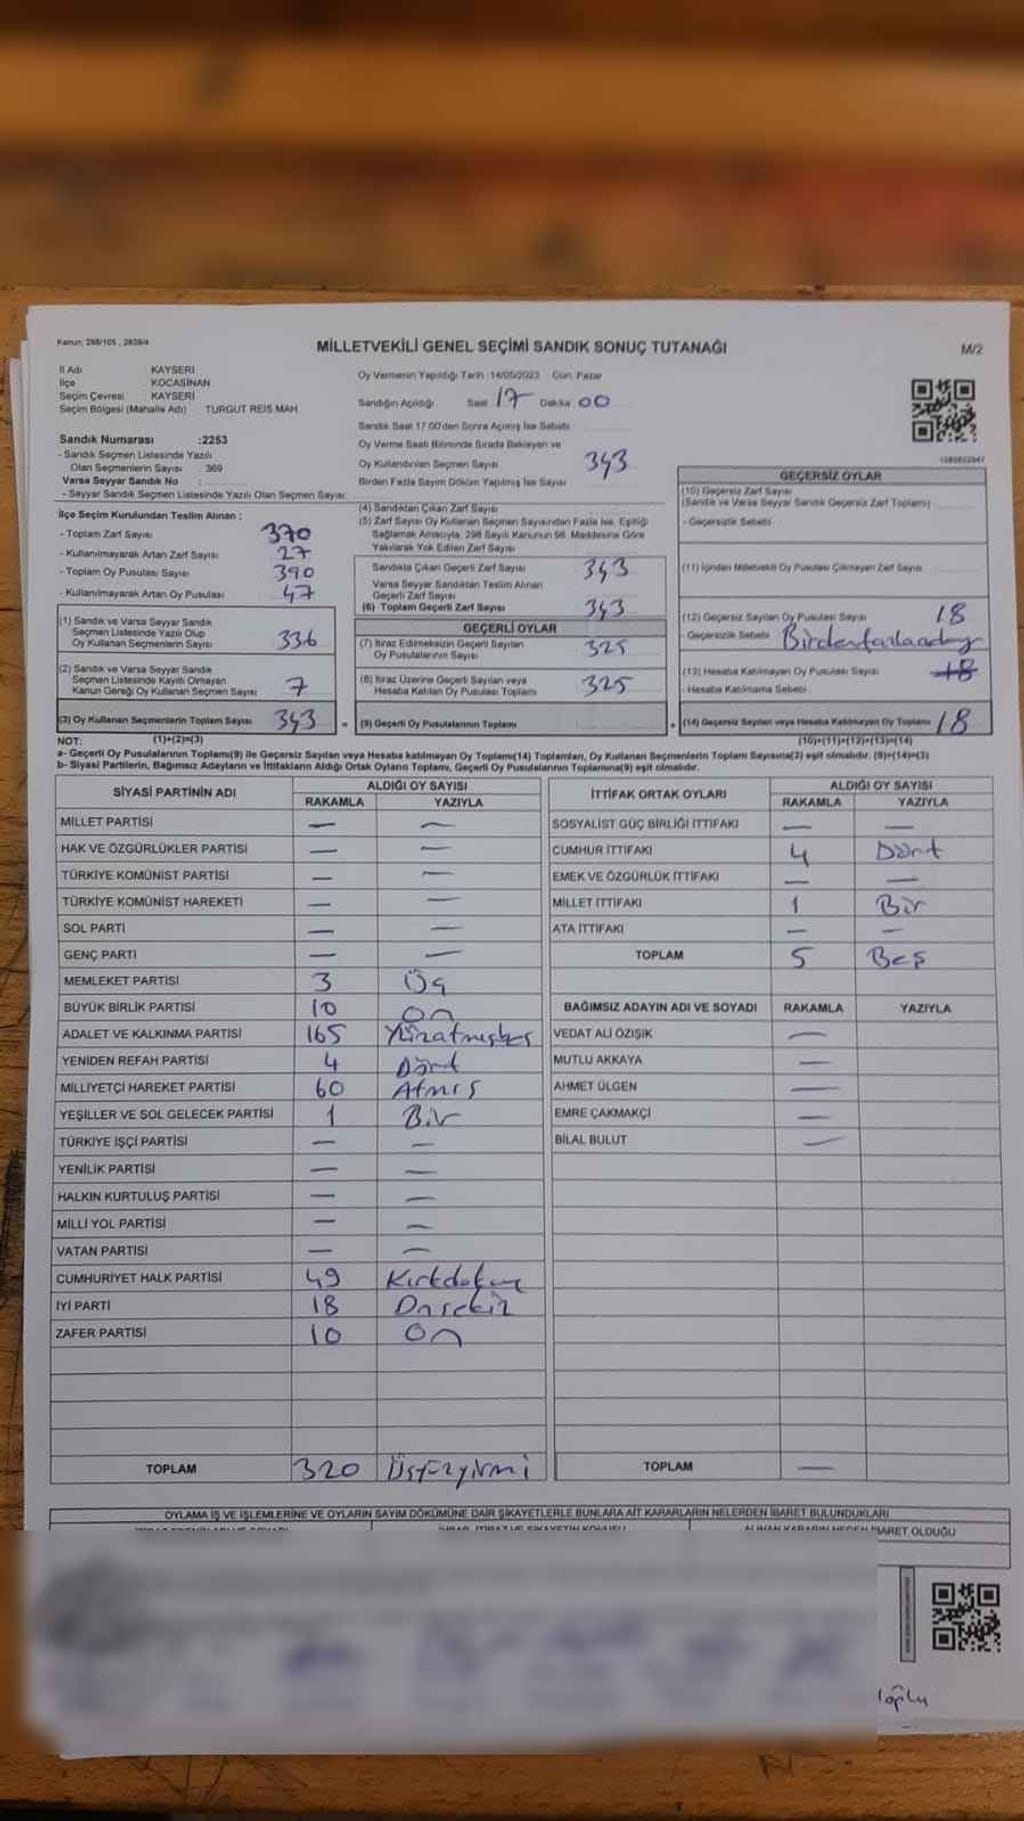 Kanun: 298/105 , 2839/4
MİLLETVEKİLİ GENEL SEÇİMİ SANDIK SONUÇ TUTANAĞI
M/2
İl Adı KAYSERİ
İlçe KOCASİNAN
Seçim Çevresi KAYSERİ
Seçim Bölgesi (Mahalle Adı) TURGUT REİS MAH
Sandık Numarası :2253
- Sandık Seçmen Listesinde Yazılı
Olan Seçmenlerin Sayısı : 369
Varsa Seyyar Sandık No :
- Seyyar Sandık Seçmen Listesinde Yazılı Olan Seçmen Sayısı:
Oy Vermenin Yapıldığı Tarih :14/05/2023 Gün: Pazar
Sandığın Açıldığı Saat 17 Dakika 00
Sandık Saat 17:00'den Sonra Açılmış İse Sebebi
Oy Verme Saati Bitiminde Sırada Bekleyen ve
Oy Kullandırılan Seçmen Sayısı 343
Birden Fazla Sayım Döküm Yapılmış İse Sayısı
İlçe Seçim Kurulundan Teslim Alınan :
- Toplam Zarf Sayısı 370
- Kullanılmayarak Artan Zarf Sayısı 27
- Toplam Oy Pusulası Sayısı 390
- Kullanılmayarak Artan Oy Pusulası 47
(1) Sandık ve Varsa Seyyar Sandık
Seçmen Listesinde Yazılı Olup
Oy Kullanan Seçmenlerin Sayısı 336
(2) Sandık ve Varsa Seyyar Sandık
Seçmen Listesinde Kayıtlı Olmayan
Kanun Gereği Oy Kullanan Seçmen Sayısı 7
(3) Oy Kullanan Seçmenlerin Toplam Sayısı 343
(4) Sandıktan Çıkan Zarf Sayısı
(5) Zarf Sayısı Oy Kullanan Seçmen Sayısından Fazla İse, Eşitliği
Sağlamak Amacıyla, 298 Sayılı Kanunun 98. Maddesine Göre
Yakılarak Yok Edilen Zarf Sayısı
Sandıkta Çıkan Geçerli Zarf Sayısı 343
Varsa Seyyar Sandıktan Teslim Alınan
Geçerli Zarf Sayısı
(6) Toplam Geçerli Zarf Sayısı 343
GEÇERLİ OYLAR
(7) İtiraz Edilmeksizin Geçerli Sayılan
Oy Pusulalarının Sayısı 325
(8) İtiraz Üzerine Geçerli Sayılan veya
Hesaba Katılan Oy Pusulası Toplamı 325
(9) Geçerli Oy Pusulalarının Toplamı
GEÇERSİZ OYLAR
(10) Geçersiz Zarf Sayısı
(Sandık ve Varsa Seyyar Sandık Geçersiz Zarf Toplamı)
- Geçersizlik Sebebi
(11) İçinden Milletvekili Oy Pusulası Çıkmayan Zarf Sayısı
(12) Geçersiz Sayılan Oy Pusulası Sayısı 18
- Geçersizlik Sebebi
(13) Hesaba Katılmayan Oy Pusulası Sayısı 18
- Hesaba Katılmama Sebebi :
(14) Geçersiz Sayılan veya Hesaba Katılmayan Oy Toplamı 18
NOT: (1)+(2)=(3) (10)+(11)+(12)+(13)=(14)
a- Geçerli Oy Pusulalarının Toplamı(9) ile Geçersiz Sayılan veya Hesaba katılmayan Oy Toplamı(14) Toplamları, Oy Kullanan Seçmenlerin Toplam Sayısına(3) eşit olmalıdır. (9)+(14)=(3)
b- Siyasi Partilerin, Bağımsız Adayların ve İttifakların Aldığı Ortak Oyların Toplamı, Geçerli Oy Pusulalarının Toplamına(9) eşit olmalıdır.
SİYASİ PARTİNİN ADI ALDIĞI OY SAYISI
RAKAMLA YAZIYLA
MİLLET PARTİSİ — —
HAK VE ÖZGÜRLÜKLER PARTİSİ — —
TÜRKİYE KOMÜNİST PARTİSİ — —
TÜRKİYE KOMÜNİST HAREKETİ — —
SOL PARTİ — —
GENÇ PARTİ — —
MEMLEKET PARTİSİ 3 Üç
BÜYÜK BİRLİK PARTİSİ 10 On
ADALET VE KALKINMA PARTİSİ 165 Yüzatmışbeş
YENİDEN REFAH PARTİSİ 4 Dört
MİLLİYETÇİ HAREKET PARTİSİ 60 Atmış
YEŞİLLER VE SOL GELECEK PARTİSİ 1 Bir
TÜRKİYE İŞÇİ PARTİSİ — —
YENİLİK PARTİSİ — —
HALKIN KURTULUŞ PARTİSİ — —
MİLLİ YOL PARTİSİ — —
VATAN PARTİSİ — —
CUMHURİYET HALK PARTİSİ 49 Kırkdokuz
İYİ PARTİ 18 Onsekiz
ZAFER PARTİSİ 10 On
TOPLAM 320 Üçyüzyirmi
İTTİFAK ORTAK OYLARI ALDIĞI OY SAYISI
RAKAMLA YAZIYLA
SOSYALİST GÜÇ BİRLİĞİ İTTİFAKI — —
CUMHUR İTTİFAKI 4 Dört
EMEK VE ÖZGÜRLÜK İTTİFAKI — —
MİLLET İTTİFAKI 1 Bir
ATA İTTİFAKI — —
TOPLAM 5 Beş
BAĞIMSIZ ADAYIN ADI VE SOYADI RAKAMLA YAZIYLA
VEDAT ALİ ÖZIŞIK —
MUTLU AKKAYA —
AHMET ÜLGEN —
EMRE ÇAKMAKÇİ —
BİLAL BULUT —
TOPLAM —
OYLAMA İŞ VE İŞLEMLERİNE VE OYLARIN SAYIM DÖKÜMÜNE DAİR ŞİKAYETLERLE BUNLARA AİT KARARLARIN NELERDEN İBARET BULUNDUKLARI